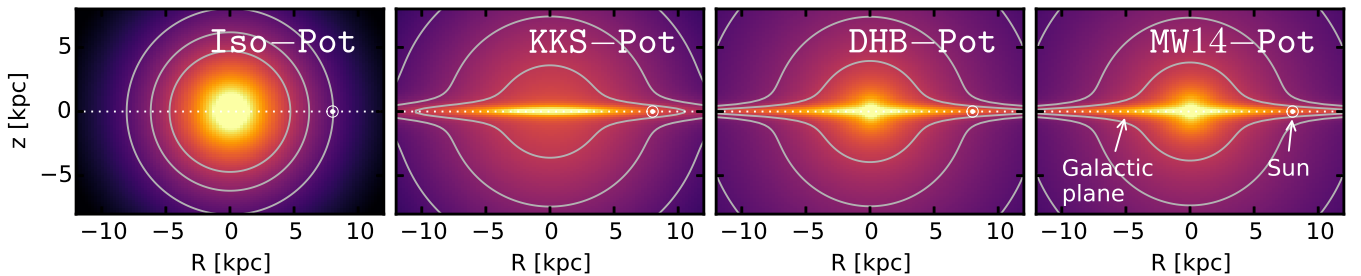 Iso−Pot
KKS−Pot
DHB−Pot
MW14−Pot
z [kpc]
5
0
−5
Galactic
plane
Sun
−10 −5 0 5 10
−10 −5 0 5 10
−10 −5 0 5 10
−10 −5 0 5 10
R [kpc]
R [kpc]
R [kpc]
R [kpc]